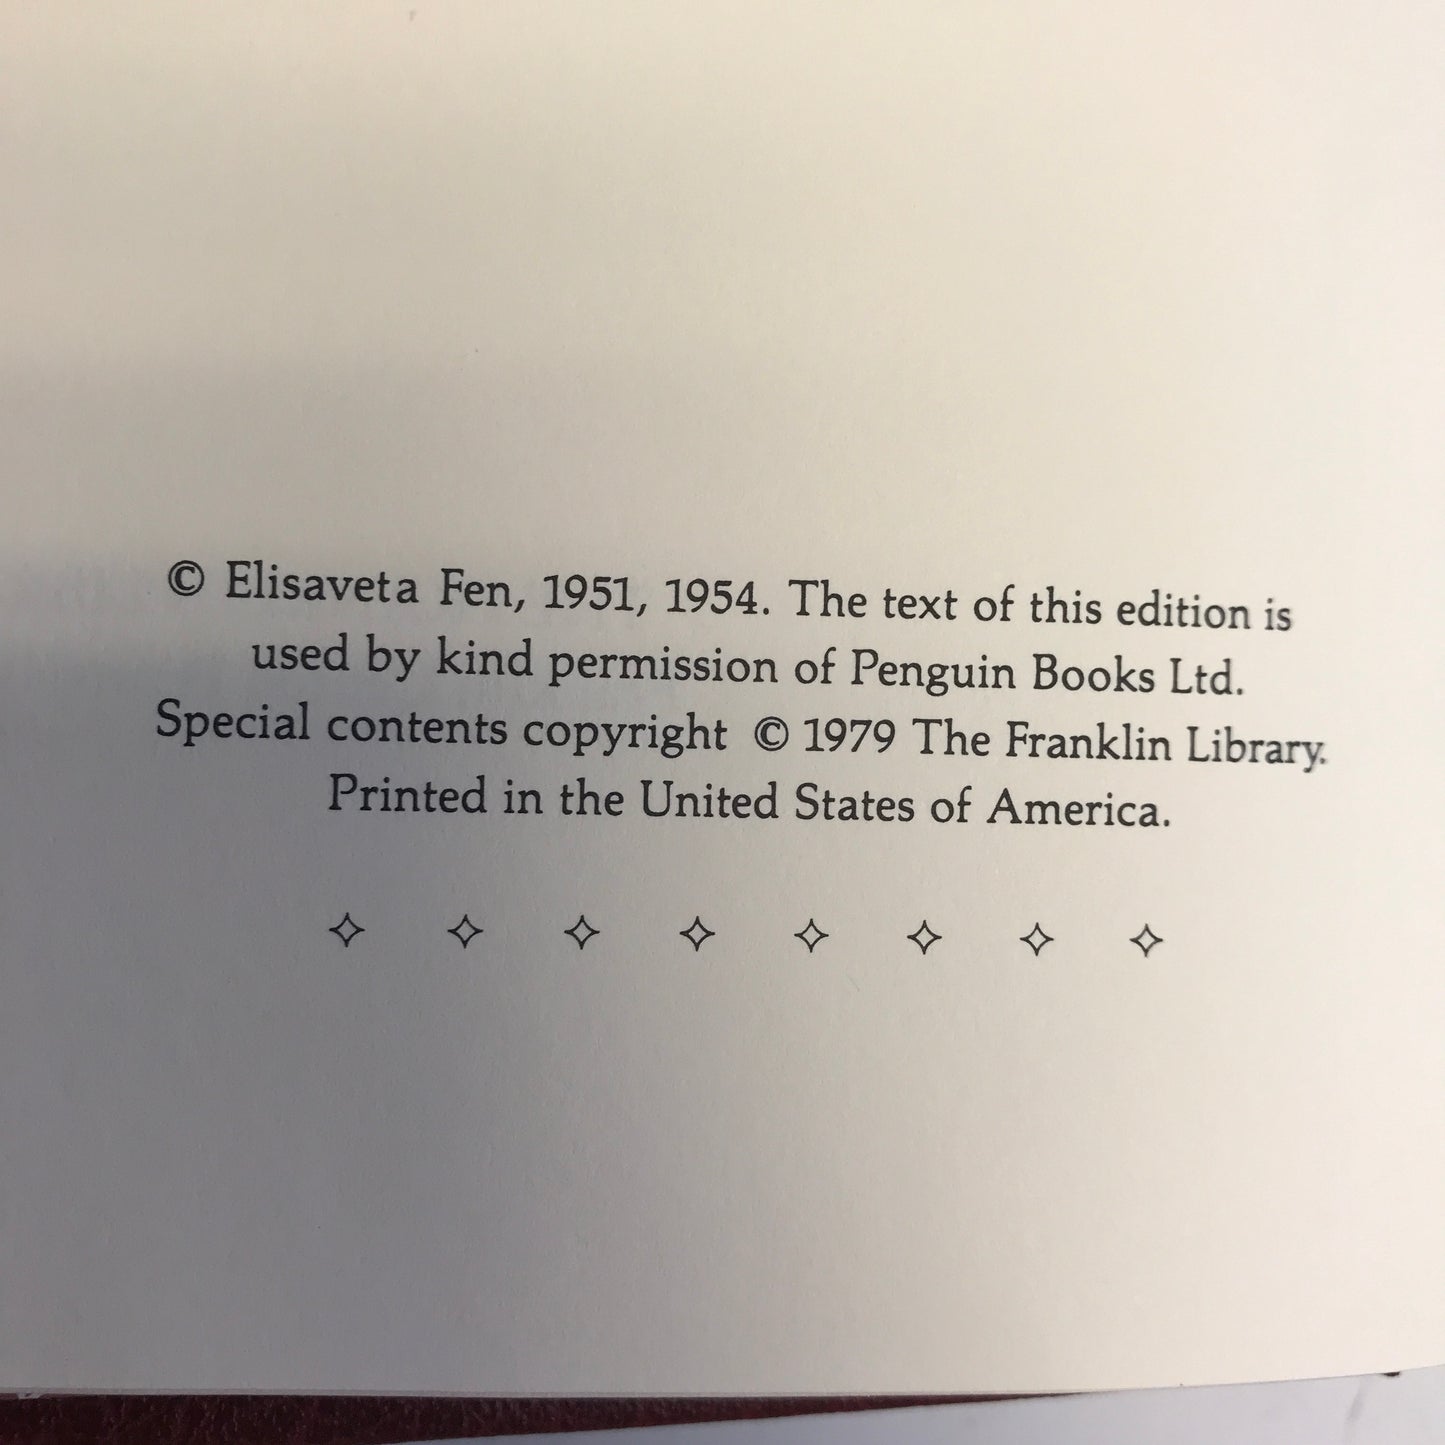 © Elisaveta Fen, 1951, 1954. The text of this edition is
used by kind permission of Penguin Books Ltd.
Special contents copyright © 1979 The Franklin Library.
Printed in the United States of America.